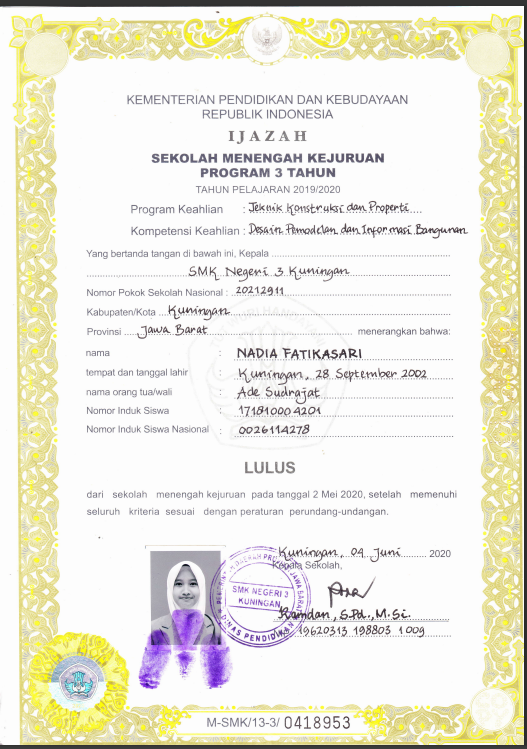 KEMENTERIAN PENDIDIKAN DAN KEBUDAYAAN
REPUBLIK INDONESIA
IJAZAH
SEKOLAH MENENGAH KEJURUAN
PROGRAM 3 TAHUN
TAHUN PELAJARAN 2019/2020
Program Keahlian : Teknik Konstruksi dan Properti
Kompetensi Keahlian : Desain Pemodelan dan Informasi Bangunan
Yang bertanda tangan di bawah ini, Kepala
SMK Negeri 3 Kuningan
Nomor Pokok Sekolah Nasional : 20212911
Kabupaten/Kota Kuningan
Provinsi Jawa Barat menerangkan bahwa:
nama : NADIA FATIKASARI
tempat dan tanggal lahir : Kuningan, 28 September 2002
nama orang tua/wali : Ade Sudrajat
Nomor Induk Siswa : 171810004201
Nomor Induk Siswa Nasional : 0026114278
LULUS
dari sekolah menengah kejuruan pada tanggal 2 Mei 2020, setelah memenuhi
seluruh kriteria sesuai dengan peraturan perundang-undangan.
Kuningan, 04 Juni 2020
Kepala Sekolah,
SMK NEGERI 3
KUNINGAN
DINAS PENDIDIKAN
Ramdan, S.Pd., M.Si.
19620313 198803 1 009
M-SMK/13-3/ 0418953